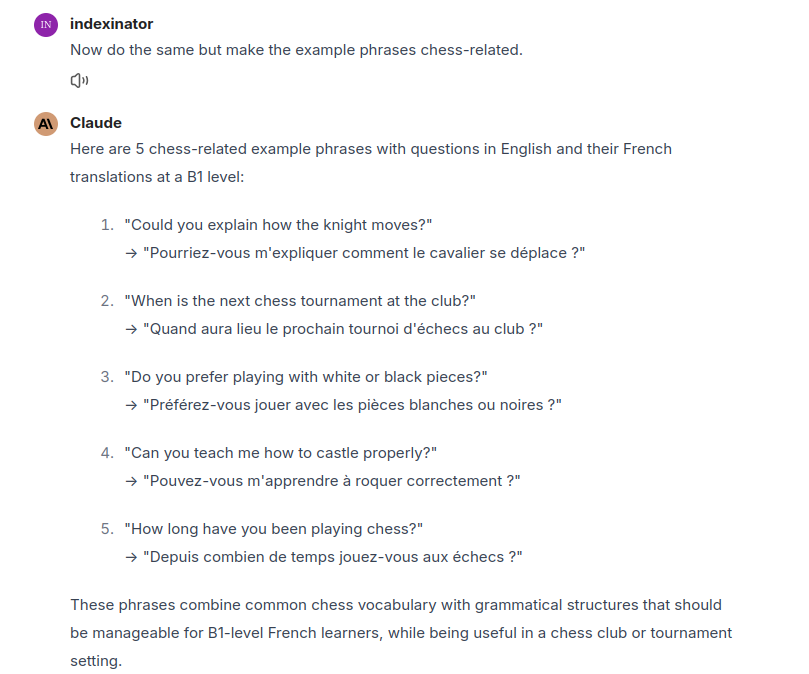 IN
indexinator
Now do the same but make the example phrases chess-related.
Claude
Here are 5 chess-related example phrases with questions in English and their French
translations at a B1 level:
1. "Could you explain how the knight moves?"
→ "Pourriez-vous m'expliquer comment le cavalier se déplace ?"
2. "When is the next chess tournament at the club?"
→ "Quand aura lieu le prochain tournoi d'échecs au club ?"
3. "Do you prefer playing with white or black pieces?"
→ "Préférez-vous jouer avec les pièces blanches ou noires ?"
4. "Can you teach me how to castle properly?"
→ "Pouvez-vous m'apprendre à roquer correctement ?"
5. "How long have you been playing chess?"
→ "Depuis combien de temps jouez-vous aux échecs ?"
These phrases combine common chess vocabulary with grammatical structures that should
be manageable for B1-level French learners, while being useful in a chess club or tournament
setting.